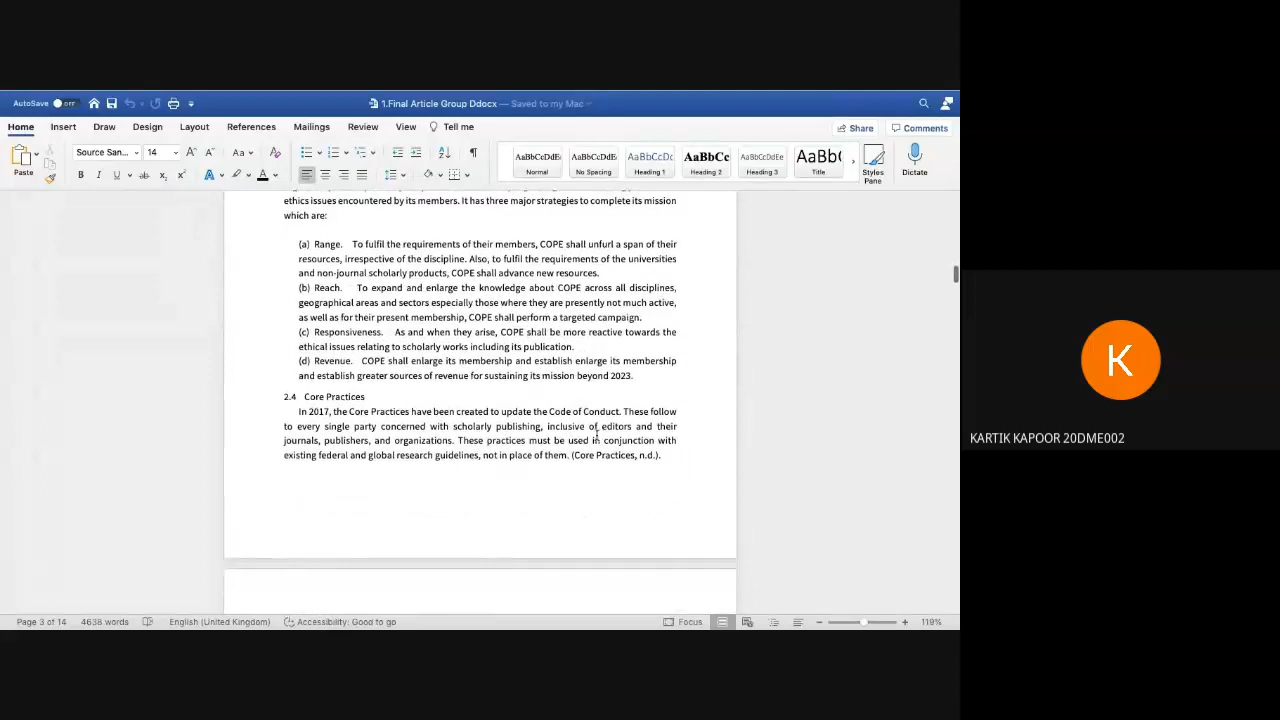 AutoSave OFF
1.Final Article Group Ddocx — Saved to my Mac
Home Insert Draw Design Layout References Mailings Review View Tell me
Share Comments
Paste
Source San... 14
AaBbCcDdEe Normal
AaBbCcDdEe No Spacing
AaBbCcDc Heading 1
AaBbCc Heading 2
AaBbCcDdEe Heading 3
AaBb( Title
Styles Pane
Dictate
ethics issues encountered by its members. It has three major strategies to complete its mission
which are:
(a) Range. To fulfil the requirements of their members, COPE shall unfurl a span of their
resources, irrespective of the discipline. Also, to fulfil the requirements of the universities
and non-journal scholarly products, COPE shall advance new resources.
(b) Reach. To expand and enlarge the knowledge about COPE across all disciplines,
geographical areas and sectors especially those where they are presently not much active,
as well as for their present membership, COPE shall perform a targeted campaign.
(c) Responsiveness. As and when they arise, COPE shall be more reactive towards the
ethical issues relating to scholarly works including its publication.
(d) Revenue. COPE shall enlarge its membership and establish enlarge its membership
and establish greater sources of revenue for sustaining its mission beyond 2023.
2.4 Core Practices
In 2017, the Core Practices have been created to update the Code of Conduct. These follow
to every single party concerned with scholarly publishing, inclusive of editors and their
journals, publishers, and organizations. These practices must be used in conjunction with
existing federal and global research guidelines, not in place of them. (Core Practices, n.d.).
K
KARTIK KAPOOR 20DME002
Page 3 of 14 4638 words English (United Kingdom) Accessibility: Good to go Focus 119%